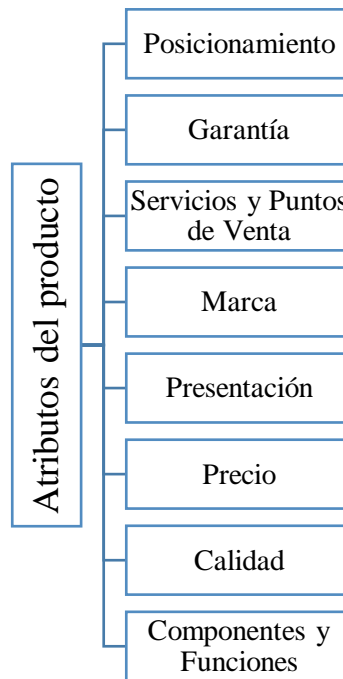 Atributos del producto
Posicionamiento
Garantía
Servicios y Puntos
de Venta
Marca
Presentación
Precio
Calidad
Componentes y
Funciones